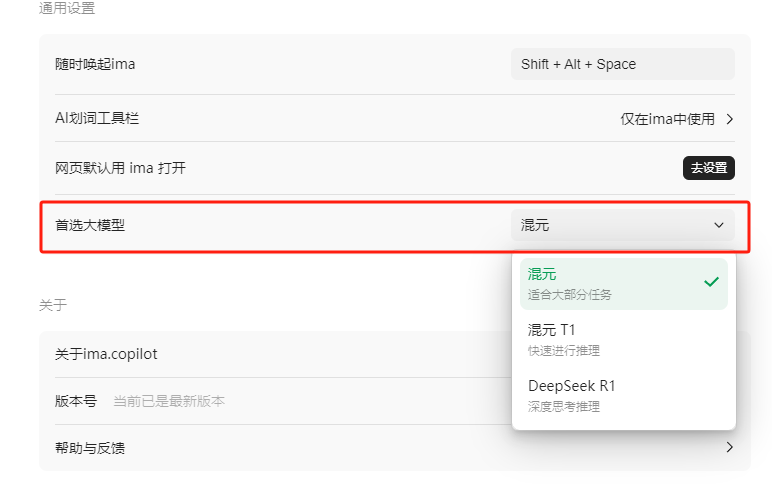 通用设置
随时唤起ima
Shift + Alt + Space
AI划词工具栏
仅在ima中使用
网页默认用 ima 打开
去设置
首选大模型
混元
混元
适合大部分任务
混元 T1
快速进行推理
DeepSeek R1
深度思考推理
关于
关于ima.copilot
版本号 当前已是最新版本
帮助与反馈